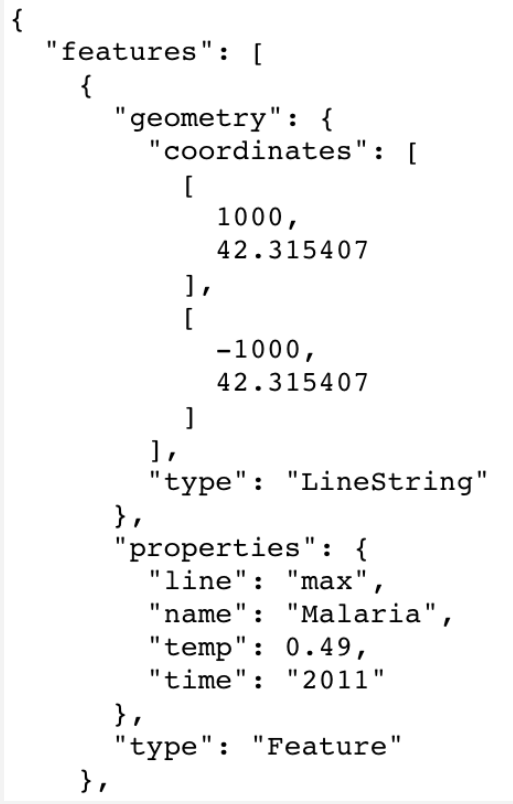 {
  "features": [
    {
      "geometry": {
        "coordinates": [
          [
            1000,
            42.315407
          ],
          [
            -1000,
            42.315407
          ]
        ],
        "type": "LineString"
      },
      "properties": {
        "line": "max",
        "name": "Malaria",
        "temp": 0.49,
        "time": "2011"
      },
      "type": "Feature"
    },